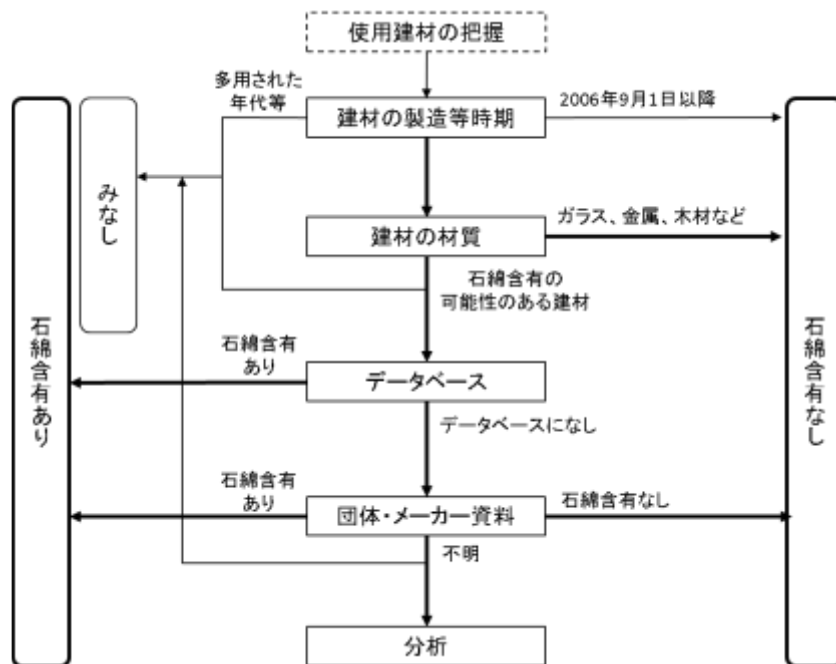 使用建材の把握
多用された
年代等
建材の製造等時期
2006年9月1日以降
みなし
建材の材質
ガラス、金属、木材など
石綿含有の
可能性のある建材
石綿含有あり
石綿含有なし
石綿含有
あり
データベース
データベースになし
石綿含有
あり
団体・メーカー資料
石綿含有なし
不明
分析